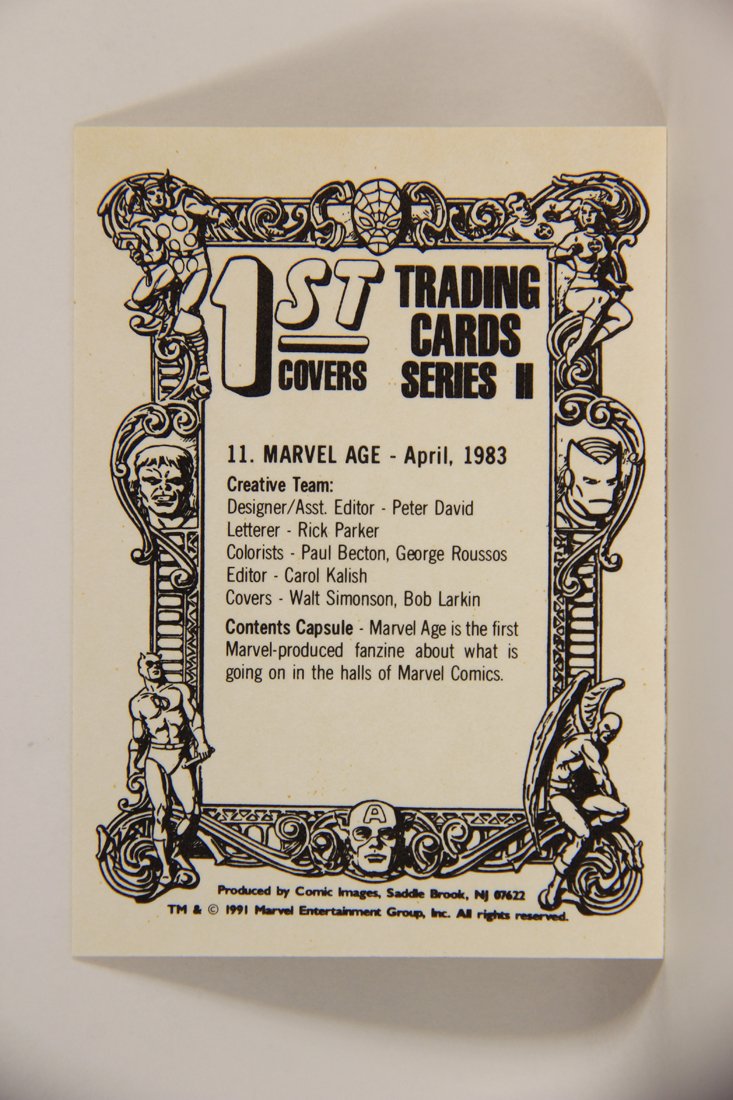 1ST COVERS
TRADING
CARDS
SERIES II
11. MARVEL AGE - April, 1983
Creative Team:
Designer/Asst. Editor - Peter David
Letterer - Rick Parker
Colorists - Paul Becton, George Roussos
Editor - Carol Kalish
Covers - Walt Simonson, Bob Larkin
Contents Capsule - Marvel Age is the first
Marvel-produced fanzine about what is
going on in the halls of Marvel Comics.
A
Produced by Comic Images, Saddle Brook, NJ 07622
TM & © 1991 Marvel Entertainment Group, Inc. All rights reserved.